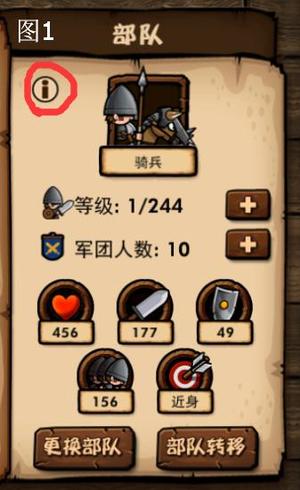 图1
部队
i
骑兵
等级: 1/244
+
军团人数: 10
+
456 177 49
156 近身
更换部队 部队转移